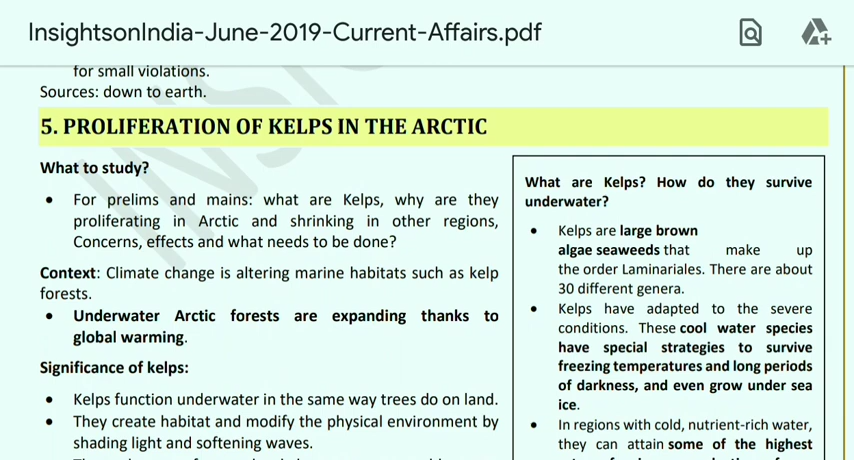 InsightsonIndia-June-2019-Current-Affairs.pdf
for small violations.
Sources: down to earth.
5. PROLIFERATION OF KELPS IN THE ARCTIC
What to study?
• For prelims and mains: what are Kelps, why are they
proliferating in Arctic and shrinking in other regions,
Concerns, effects and what needs to be done?
Context: Climate change is altering marine habitats such as kelp
forests.
• Underwater Arctic forests are expanding thanks to
global warming.
Significance of kelps:
• Kelps function underwater in the same way trees do on land.
• They create habitat and modify the physical environment by
shading light and softening waves.
What are Kelps? How do they survive
underwater?
• Kelps are large brown
algae seaweeds that make up
the order Laminariales. There are about
30 different genera.
• Kelps have adapted to the severe
conditions. These cool water species
have special strategies to survive
freezing temperatures and long periods
of darkness, and even grow under sea
ice.
• In regions with cold, nutrient-rich water,
they can attain some of the highest